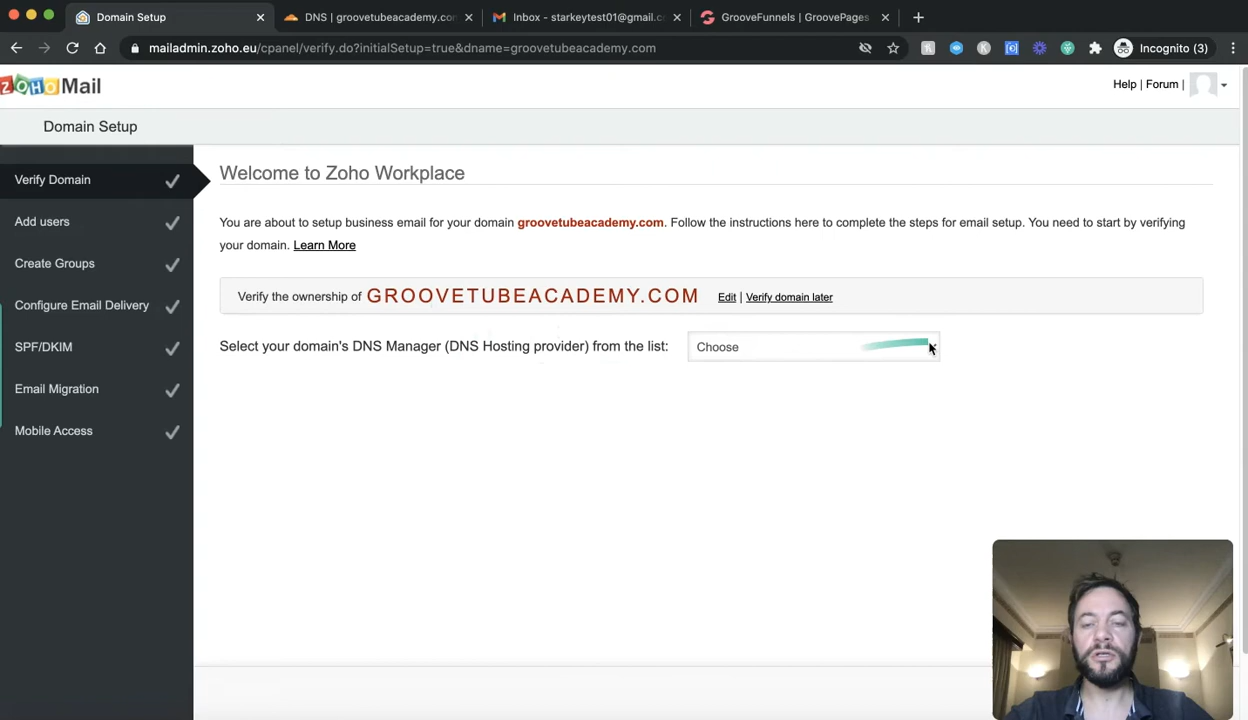 Domain Setup
DNS | groovetubeacademy.com
Inbox - starkeytest01@gmail.c
GrooveFunnels | GroovePages
mailadmin.zoho.eu/cpanel/verify.do?initialSetup=true&dname=groovetubeacademy.com
Incognito (3)
ZOHO Mail
Help | Forum |
Domain Setup
Verify Domain
Add users
Create Groups
Configure Email Delivery
SPF/DKIM
Email Migration
Mobile Access
Welcome to Zoho Workplace
You are about to setup business email for your domain groovetubeacademy.com. Follow the instructions here to complete the steps for email setup. You need to start by verifying
your domain. Learn More
Verify the ownership of GROOVETUBEACADEMY.COM Edit | Verify domain later
Select your domain's DNS Manager (DNS Hosting provider) from the list: Choose